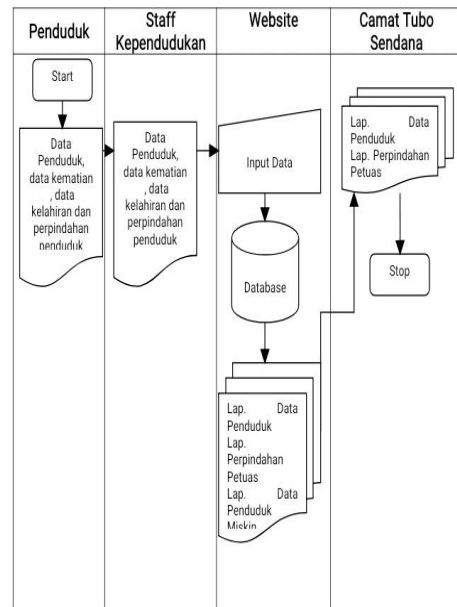 Penduduk
Staff
Kependudukan
Website
Camat Tubo
Sendana
Start
Data
Penduduk,
data kematian
, data
kelahiran dan
perpindahan
penduduk
Data
Penduduk,
data kematian
, data
kelahiran dan
perpindahan
penduduk
Input Data
Database
Lap. Data
Penduduk
Lap.
Perpindahan
Petuas
Lap. Data
Penduduk
Miskin
Lap. Data
Penduduk
Lap. Perpindahan
Petuas
Stop